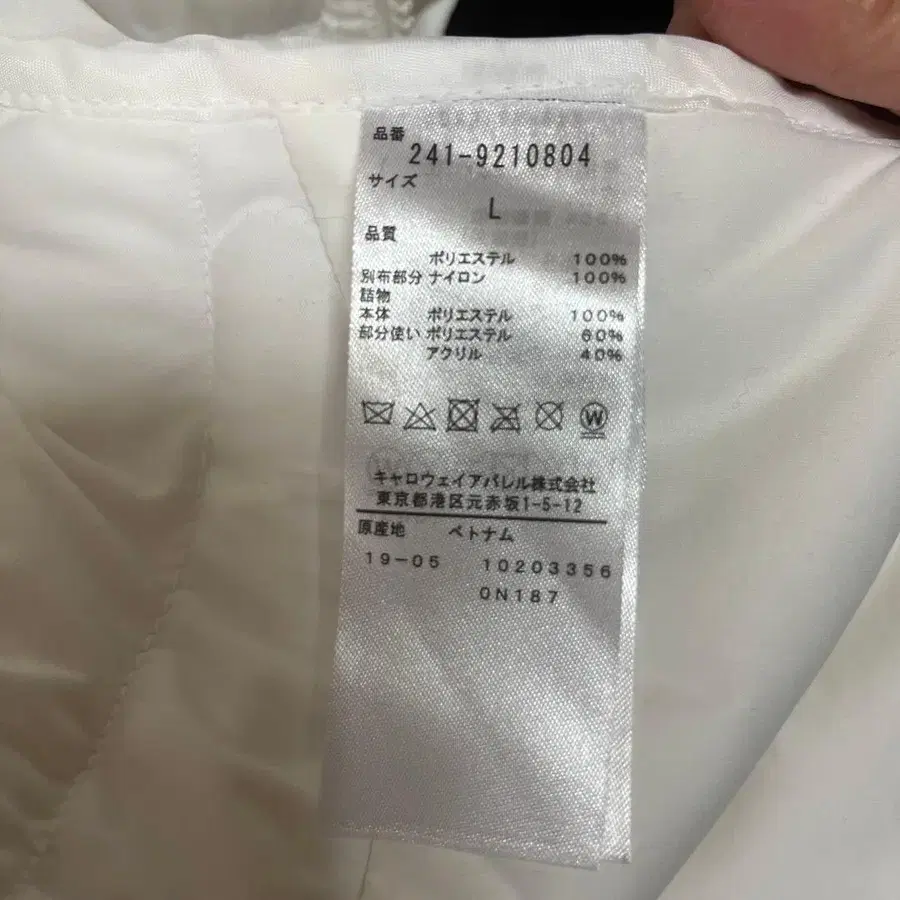 品番
241-9210804
サイズ
L
品質
ポリエステル 100%
別布部分 ナイロン 100%
詰物
本体 ポリエステル 100%
部分使い ポリエステル 60%
アクリル 40%
W
キャロウェイアパレル株式会社
東京都港区元赤坂1-5-12
原産地 ベトナム
19-05 10203356
0N187